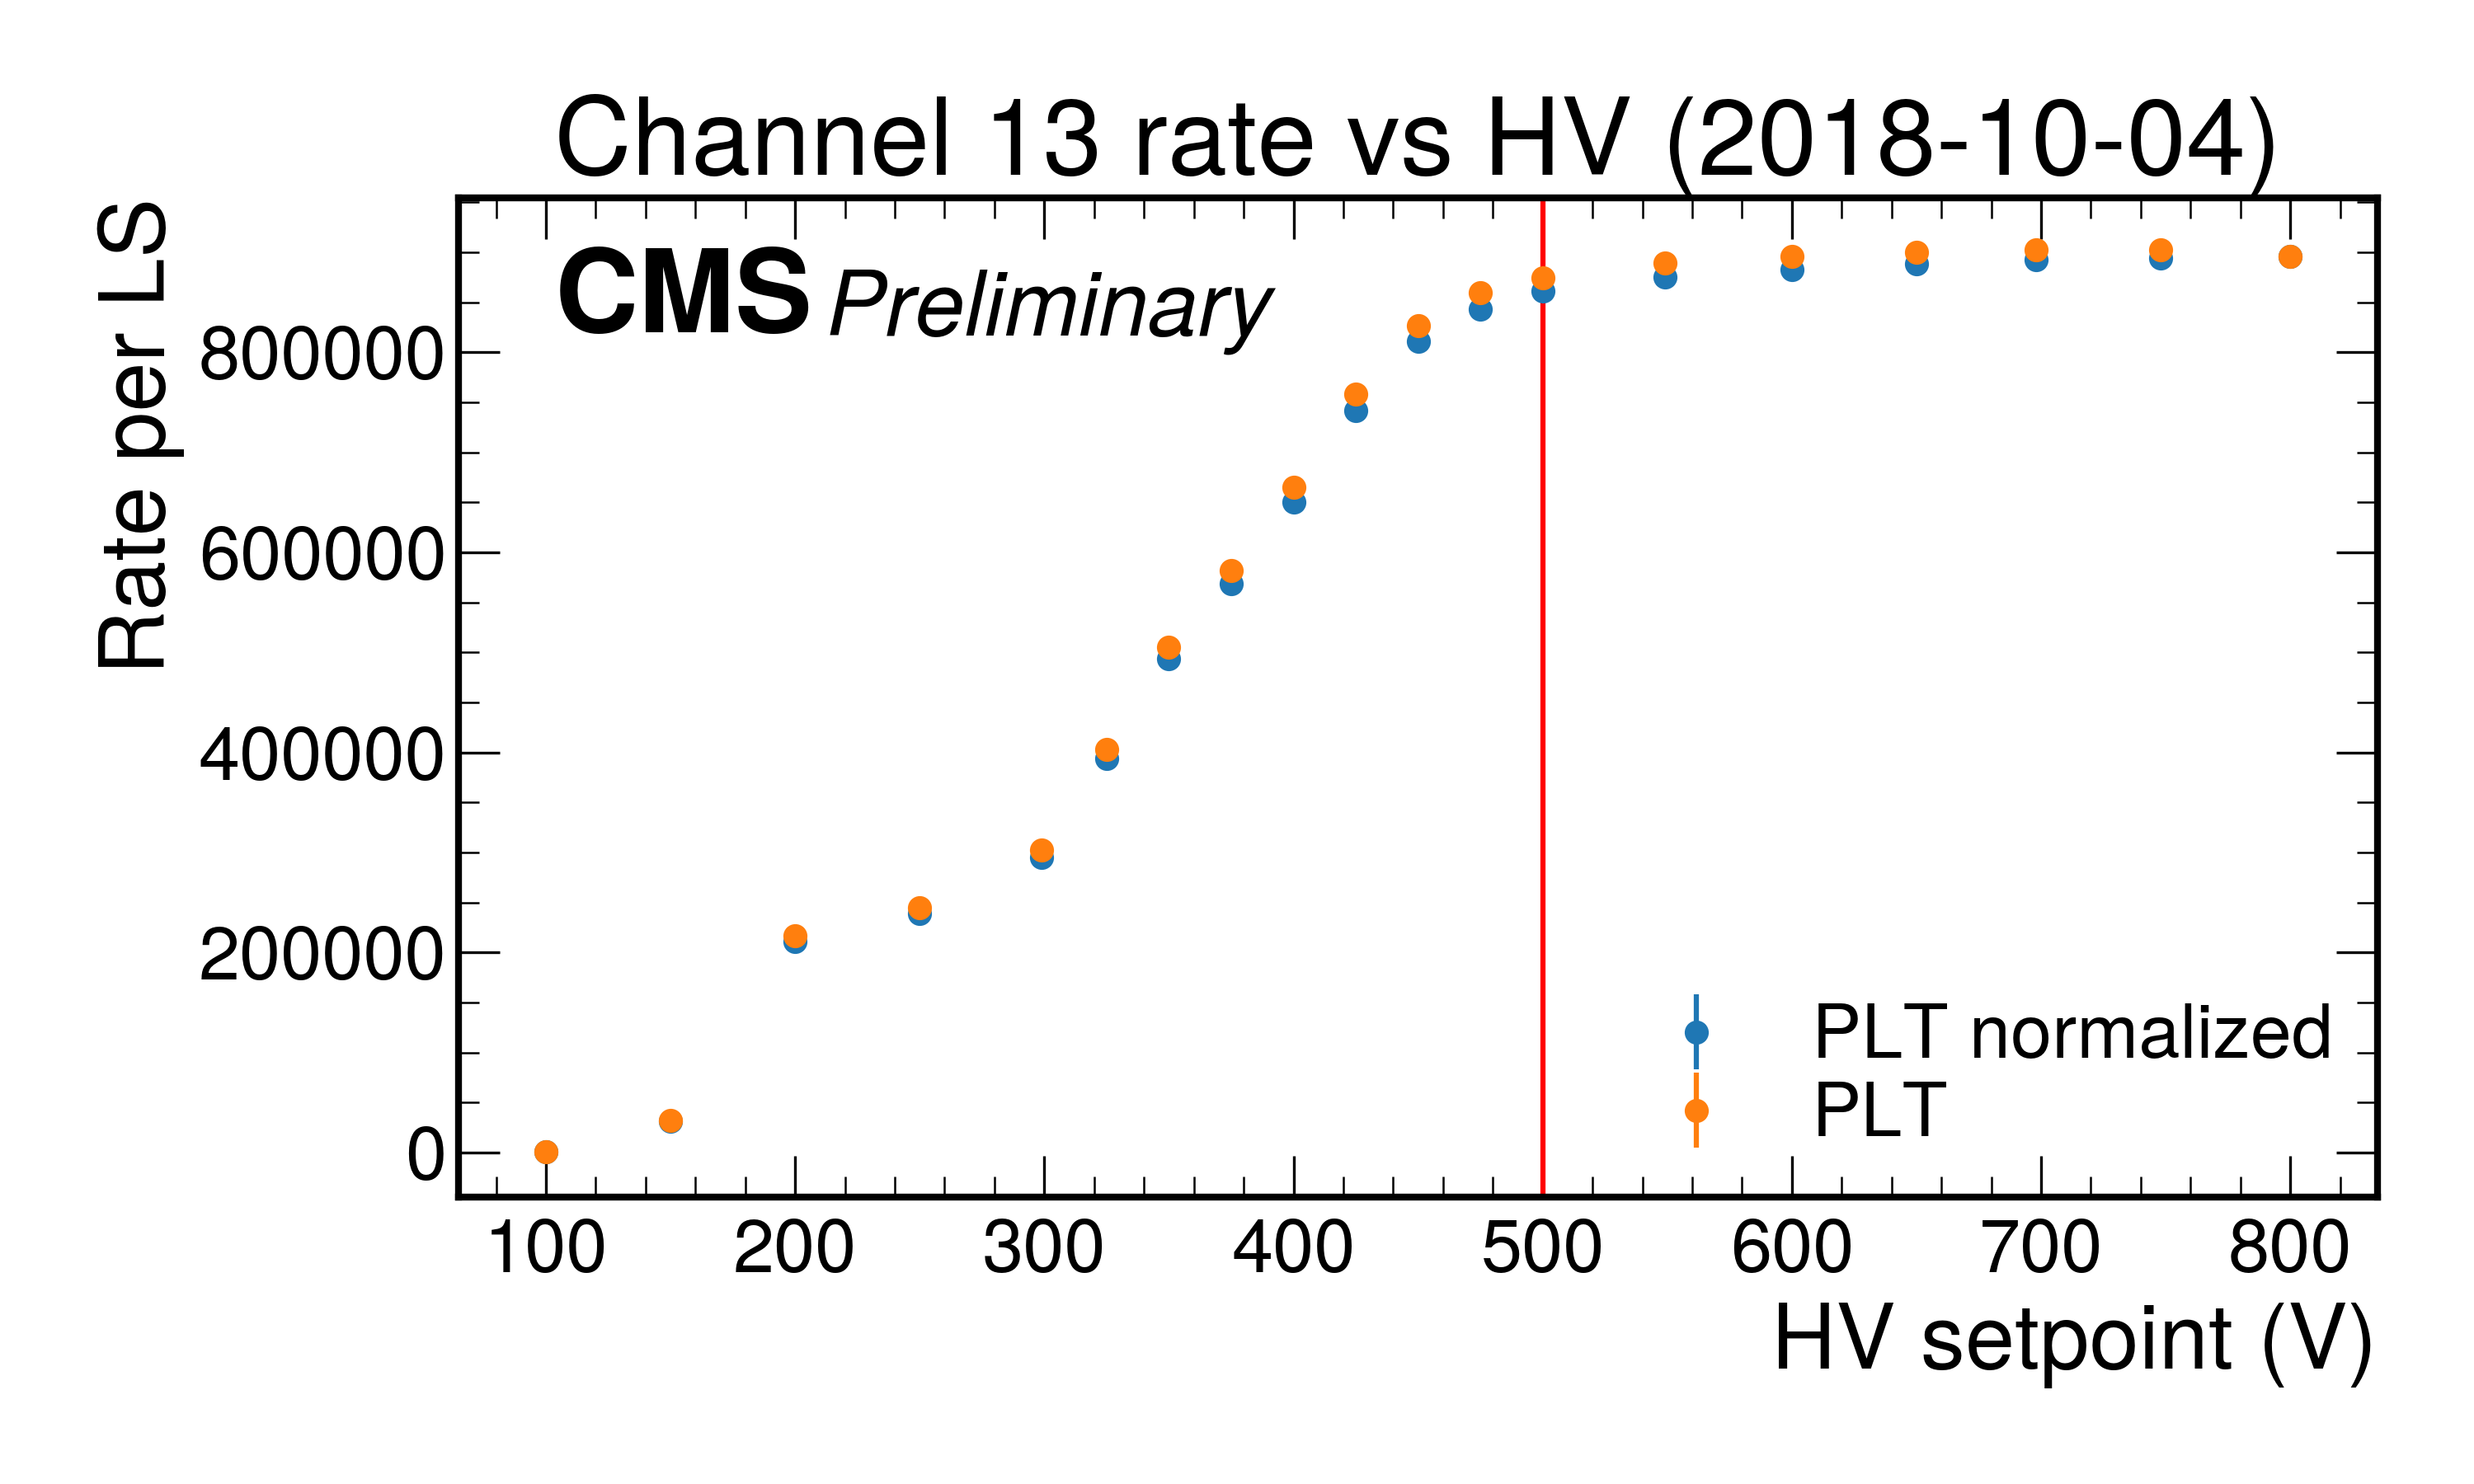 Channel 13 rate vs HV (2018-10-04)
CMS Preliminary
Rate per LS
800000
600000
400000
200000
0
PLT normalized
PLT
100 200 300 400 500 600 700 800
HV setpoint (V)